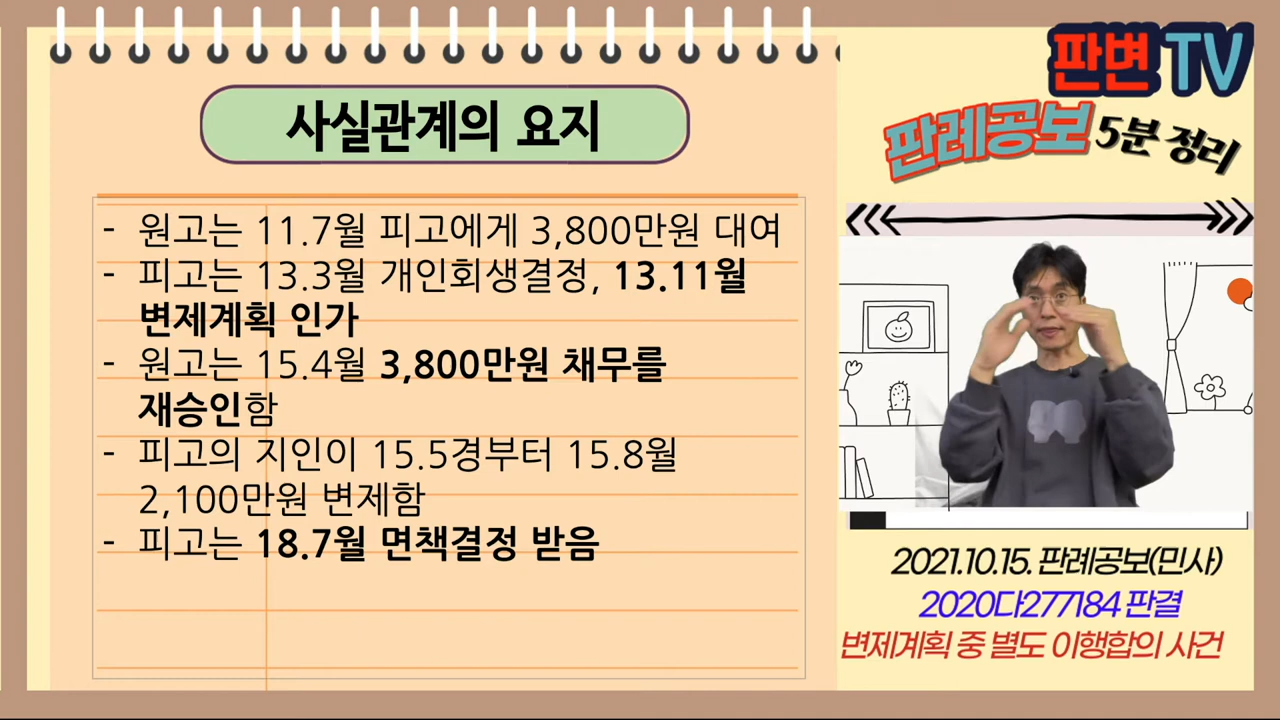 판변 TV
판례공보 5분 정리
사실관계의 요지
- 원고는 11.7월 피고에게 3,800만원 대여
- 피고는 13.3월 개인회생결정, 13.11월
변제계획 인가
- 원고는 15.4월 3,800만원 채무를
재승인함
- 피고의 지인이 15.5경부터 15.8월
2,100만원 변제함
- 피고는 18.7월 면책결정 받음
2021.10.15. 판례공보(민사)
2020다277184 판결
변제계획 중 별도 이행합의 사건